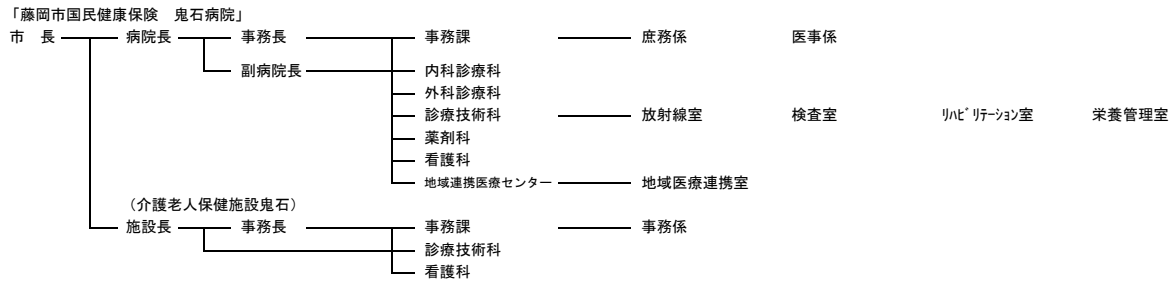 「藤岡市国民健康保険　鬼石病院」
市　長　病院長　事務長　事務課　庶務係　医事係
副病院長　内科診療科
外科診療科
診療技術科　放射線室　検査室　ﾘﾊﾋﾞﾘﾃｰｼｮﾝ室　栄養管理室
薬剤科
看護科
地域連携医療センター　地域医療連携室
（介護老人保健施設鬼石）
施設長　事務長　事務課　事務係
診療技術科
看護科